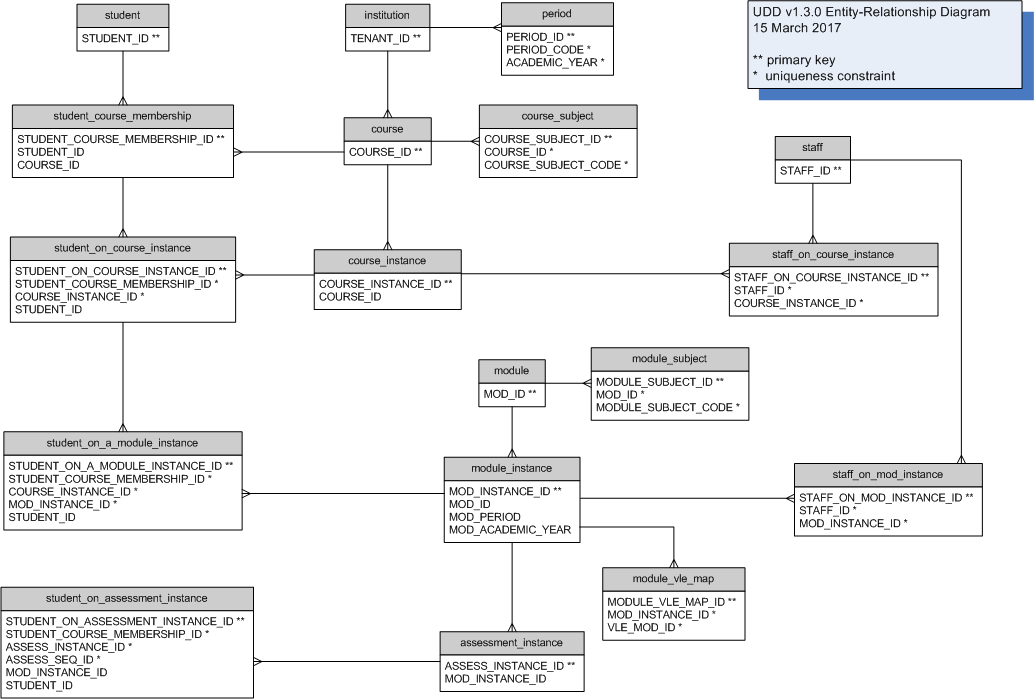 UDD v1.3.0 Entity-Relationship Diagram
15 March 2017
** primary key
* uniqueness constraint
student
STUDENT_ID **
institution
TENANT_ID **
period
PERIOD_ID **
PERIOD_CODE *
ACADEMIC_YEAR *
student_course_membership
STUDENT_COURSE_MEMBERSHIP_ID **
STUDENT_ID
COURSE_ID
course
COURSE_ID **
course_subject
COURSE_SUBJECT_ID **
COURSE_ID *
COURSE_SUBJECT_CODE *
staff
STAFF_ID **
student_on_course_instance
STUDENT_ON_COURSE_INSTANCE_ID **
STUDENT_COURSE_MEMBERSHIP_ID *
COURSE_INSTANCE_ID *
STUDENT_ID
course_instance
COURSE_INSTANCE_ID **
COURSE_ID
staff_on_course_instance
STAFF_ON_COURSE_INSTANCE_ID **
STAFF_ID *
COURSE_INSTANCE_ID *
module
MOD_ID **
module_subject
MODULE_SUBJECT_ID **
MOD_ID *
MODULE_SUBJECT_CODE *
student_on_a_module_instance
STUDENT_ON_A_MODULE_INSTANCE_ID **
STUDENT_COURSE_MEMBERSHIP_ID *
COURSE_INSTANCE_ID *
MOD_INSTANCE_ID *
STUDENT_ID
module_instance
MOD_INSTANCE_ID **
MOD_ID
MOD_PERIOD
MOD_ACADEMIC_YEAR
staff_on_mod_instance
STAFF_ON_MOD_INSTANCE_ID **
STAFF_ID *
MOD_INSTANCE_ID *
module_vle_map
MODULE_VLE_MAP_ID **
MOD_INSTANCE_ID *
VLE_MOD_ID *
student_on_assessment_instance
STUDENT_ON_ASSESSMENT_INSTANCE_ID **
STUDENT_COURSE_MEMBERSHIP_ID *
ASSESS_INSTANCE_ID *
ASSESS_SEQ_ID *
MOD_INSTANCE_ID
STUDENT_ID
assessment_instance
ASSESS_INSTANCE_ID **
MOD_INSTANCE_ID